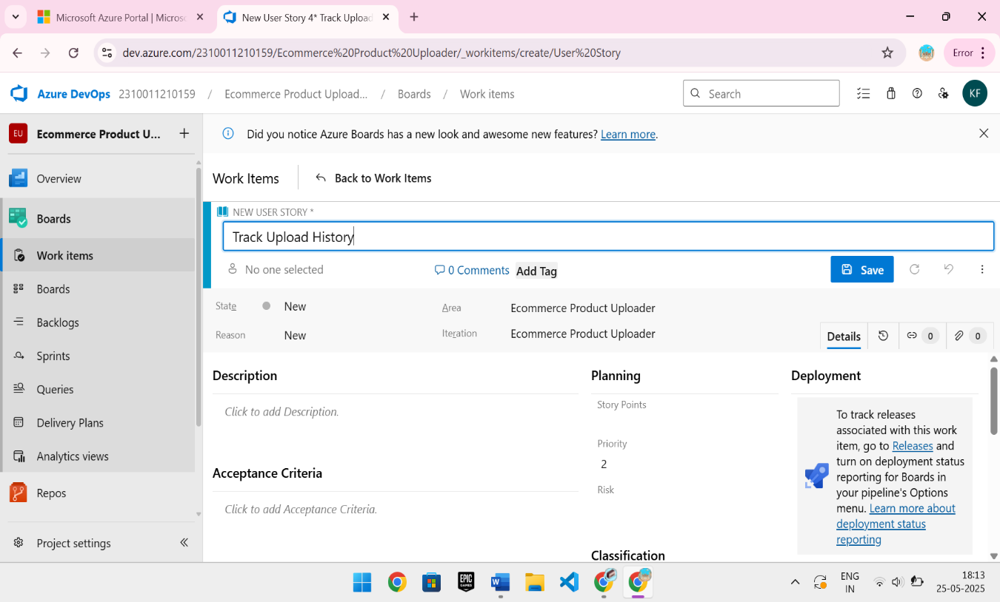 Microsoft Azure Portal | Micros
New User Story 4* Track Upload
dev.azure.com/2310011210159/Ecommerce%20Product%20Uploader/_workitems/create/User%20Story
Error
Azure DevOps 2310011210159 / Ecommerce Product Upload... / Boards / Work items
Search
KF
EU Ecommerce Product U...
Did you notice Azure Boards has a new look and awesome new features? Learn more.
Overview
Boards
Work items
Boards
Backlogs
Sprints
Queries
Delivery Plans
Analytics views
Repos
Project settings
Work Items
Back to Work Items
NEW USER STORY *
Track Upload History
No one selected
0 Comments
Add Tag
Save
State
New
Area
Ecommerce Product Uploader
Reason
New
Iteration
Ecommerce Product Uploader
Details
0
0
Description
Click to add Description.
Acceptance Criteria
Click to add Acceptance Criteria.
Planning
Story Points
Priority
2
Risk
Classification
Deployment
To track releases
associated with this work
item, go to Releases and
turn on deployment status
reporting for Boards in
your pipeline's Options
menu. Learn more about
deployment status
reporting
EPIC
GAMES
ENG
IN
18:13
25-05-2025